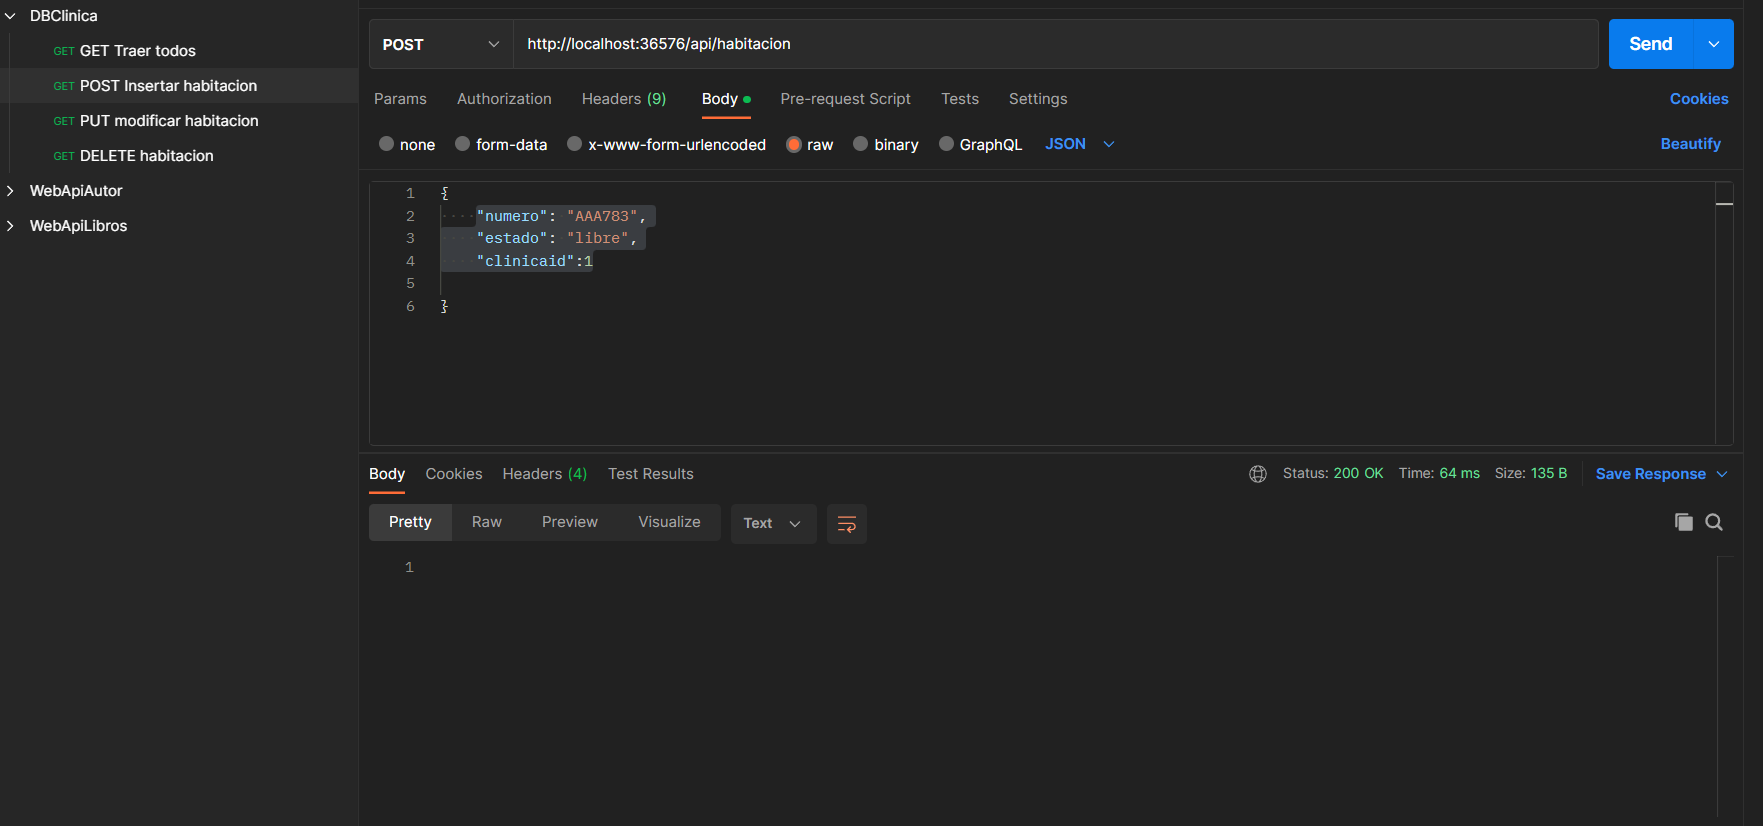 DBClinica
GET GET Traer todos
GET POST Insertar habitacion
GET PUT modificar habitacion
GET DELETE habitacion
WebApiAutor
WebApiLibros
POST http://localhost:36576/api/habitacion Send
Params Authorization Headers (9) Body Pre-request Script Tests Settings Cookies
none form-data x-www-form-urlencoded raw binary GraphQL JSON Beautify
1 {
2 "numero": "AAA783",
3 "estado": "libre",
4 "clinicaid":1
5
6 }
Body Cookies Headers (4) Test Results Status: 200 OK Time: 64 ms Size: 135 B Save Response
Pretty Raw Preview Visualize Text
1